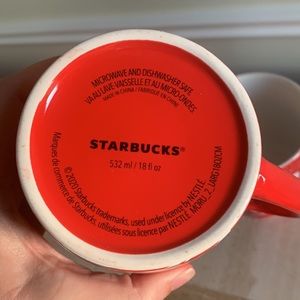 MICROWAVE AND DISHWASHER SAFE
VA AU LAVE-VAISSELLE ET AU MICRO-ONDES
MADE IN CHINA / FABRIQUÉ EN CHINE
STARBUCKS®
532 ml / 18 fl oz
© 2020 Starbucks trademarks, used under licence by NESTLÉ.
Marques de commerce de Starbucks, utilisées sous licence par NESTLÉ.